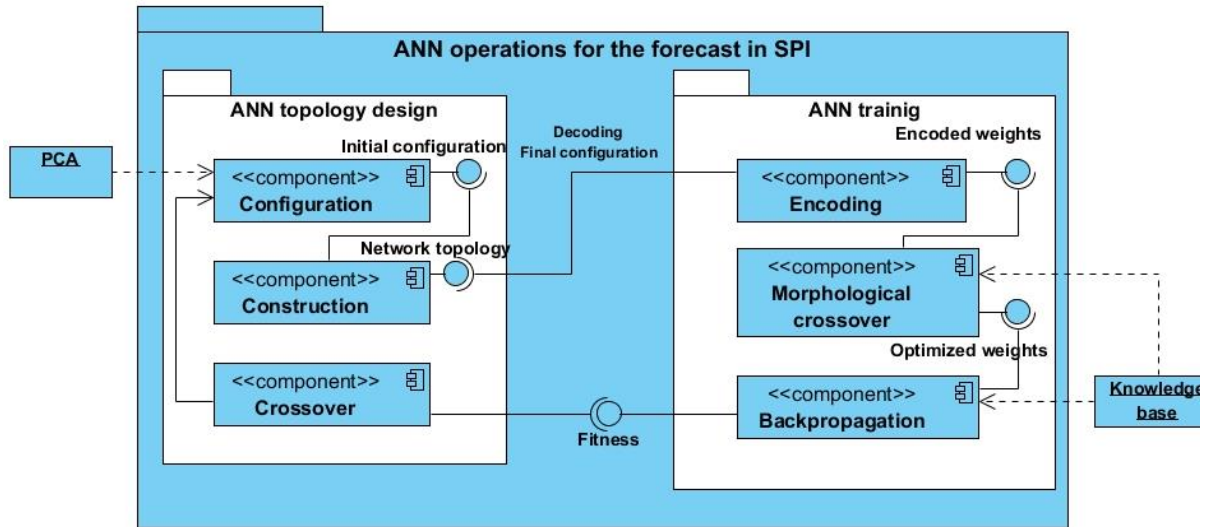 ANN operations for the forecast in SPI
ANN topology design
PCA
Initial configuration
<<component>>
Configuration
Network topology
<<component>>
Construction
<<component>>
Crossover
Decoding
Final configuration
Fitness
ANN trainig
Encoded weights
<<component>>
Encoding
<<component>>
Morphological
crossover
Optimized weights
<<component>>
Backpropagation
Knowledge
base